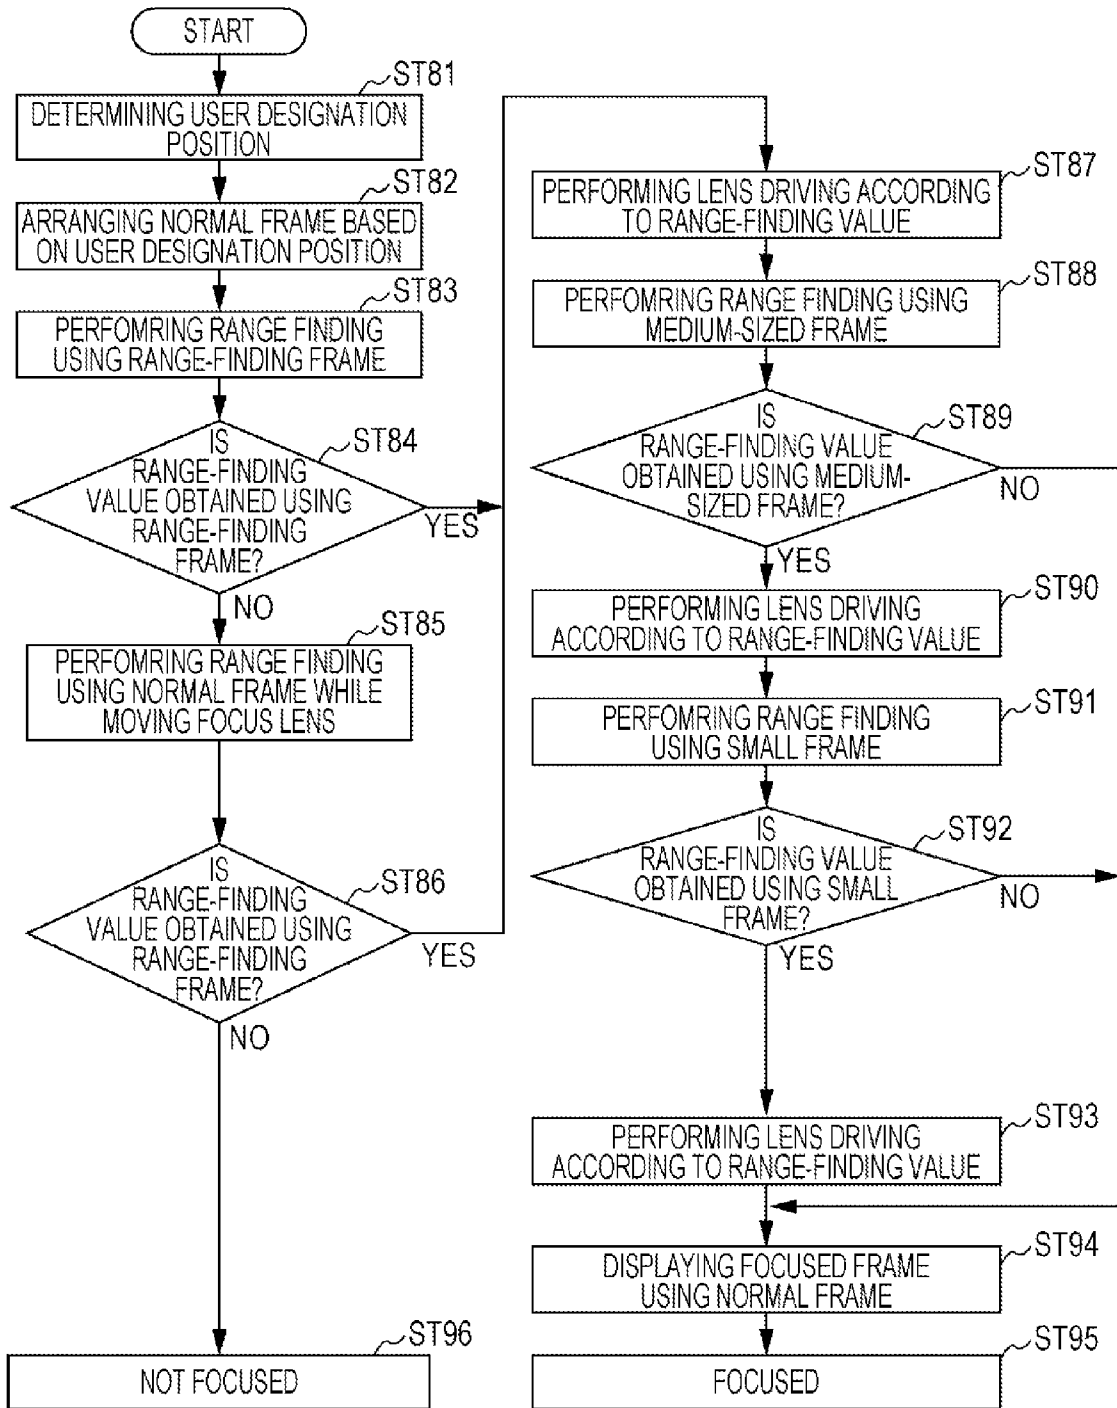 START
ST81
DETERMINING USER DESIGNATION
POSITION
ST82
ARRANGING NORMAL FRAME BASED
ON USER DESIGNATION POSITION
ST83
PERFOMRING RANGE FINDING
USING RANGE-FINDING FRAME
ST84
IS
RANGE-FINDING
VALUE OBTAINED USING
RANGE-FINDING
FRAME?
YES
NO
ST85
PERFOMRING RANGE FINDING
USING NORMAL FRAME WHILE
MOVING FOCUS LENS
ST86
IS
RANGE-FINDING
VALUE OBTAINED USING
RANGE-FINDING
FRAME?
YES
NO
ST96
NOT FOCUSED
ST87
PERFORMING LENS DRIVING ACCORDING
TO RANGE-FINDING VALUE
ST88
PERFOMRING RANGE FINDING USING
MEDIUM-SIZED FRAME
ST89
IS
RANGE-FINDING VALUE
OBTAINED USING MEDIUM-
SIZED FRAME?
NO
YES
ST90
PERFORMING LENS DRIVING
ACCORDING TO RANGE-FINDING VALUE
ST91
PERFOMRING RANGE FINDING
USING SMALL FRAME
ST92
IS
RANGE-FINDING VALUE
OBTAINED USING SMALL
FRAME?
NO
YES
ST93
PERFORMING LENS DRIVING
ACCORDING TO RANGE-FINDING VALUE
ST94
DISPLAYING FOCUSED FRAME
USING NORMAL FRAME
ST95
FOCUSED